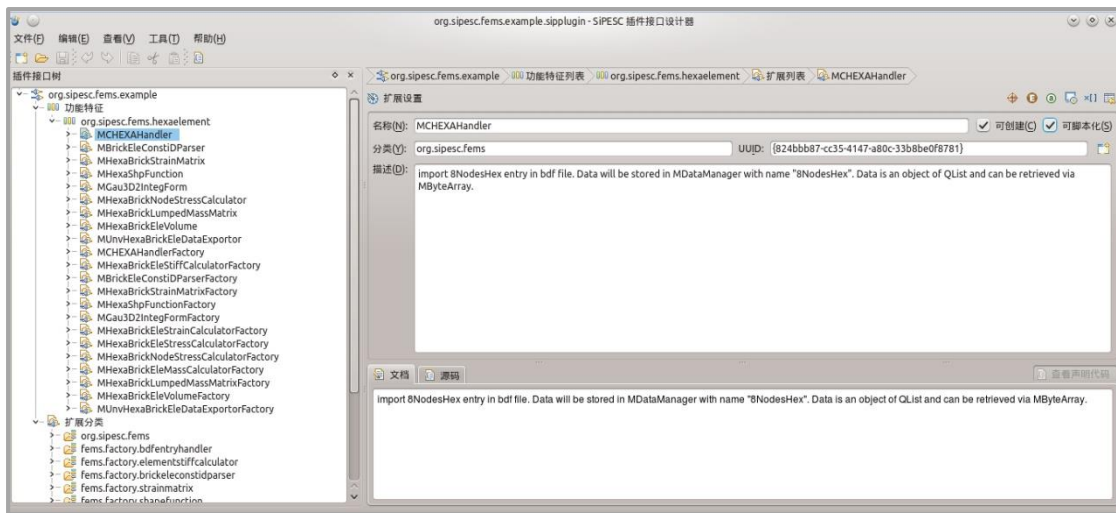 org.sipesc.fems.example.sipplugin - SiPESC 插件接口设计器
文件(F) 编辑(E) 查看(V) 工具(T) 帮助(H)
插件接口树
org.sipesc.fems.example
功能特征
org.sipesc.fems.hexaelement
MCHEXAHandler
MBrickEleConstiDParser
MHexaBrickStrainMatrix
MHexaShpFunction
MGau3D2IntegForm
MHexaBrickNodeStressCalculator
MHexaBrickLumpedMassMatrix
MHexaBrickEleVolume
MUnvHexaBrickEleDataExportor
MCHEXAHandlerFactory
MHexaBrickEleStiffCalculatorFactory
MBrickEleConstiDParserFactory
MHexaBrickStrainMatrixFactory
MHexaShpFunctionFactory
MGau3D2IntegFormFactory
MHexaBrickEleStrainCalculatorFactory
MHexaBrickEleStressCalculatorFactory
MHexaBrickNodeStressCalculatorFactory
MHexaBrickEleMassCalculatorFactory
MHexaBrickLumpedMassMatrixFactory
MHexaBrickEleVolumeFactory
MUnvHexaBrickEleDataExportorFactory
扩展分类
org.sipesc.fems
fems.factory.bdfentryhandler
fems.factory.elementstiffcalculator
fems.factory.brickeleconstidparser
fems.factory.strainmatrix
fems.factory.shapefunction
org.sipesc.fems.example 功能特征列表 org.sipesc.fems.hexaelement 扩展列表 MCHEXAHandler
扩展设置
名称(N): MCHEXAHandler 可创建(C) 可脚本化(S)
分类(Y): org.sipesc.fems UUID: {824bbb87-cc35-4147-a80c-33b8be0f8781}
描述(D): import 8NodesHex entry in bdf file. Data will be stored in MDataManager with name "8NodesHex". Data is an object of QList and can be retrieved via
MByteArray.
文档 源码 查看声明代码
import 8NodesHex entry in bdf file. Data will be stored in MDataManager with name "8NodesHex". Data is an object of QList and can be retrieved via MByteArray.